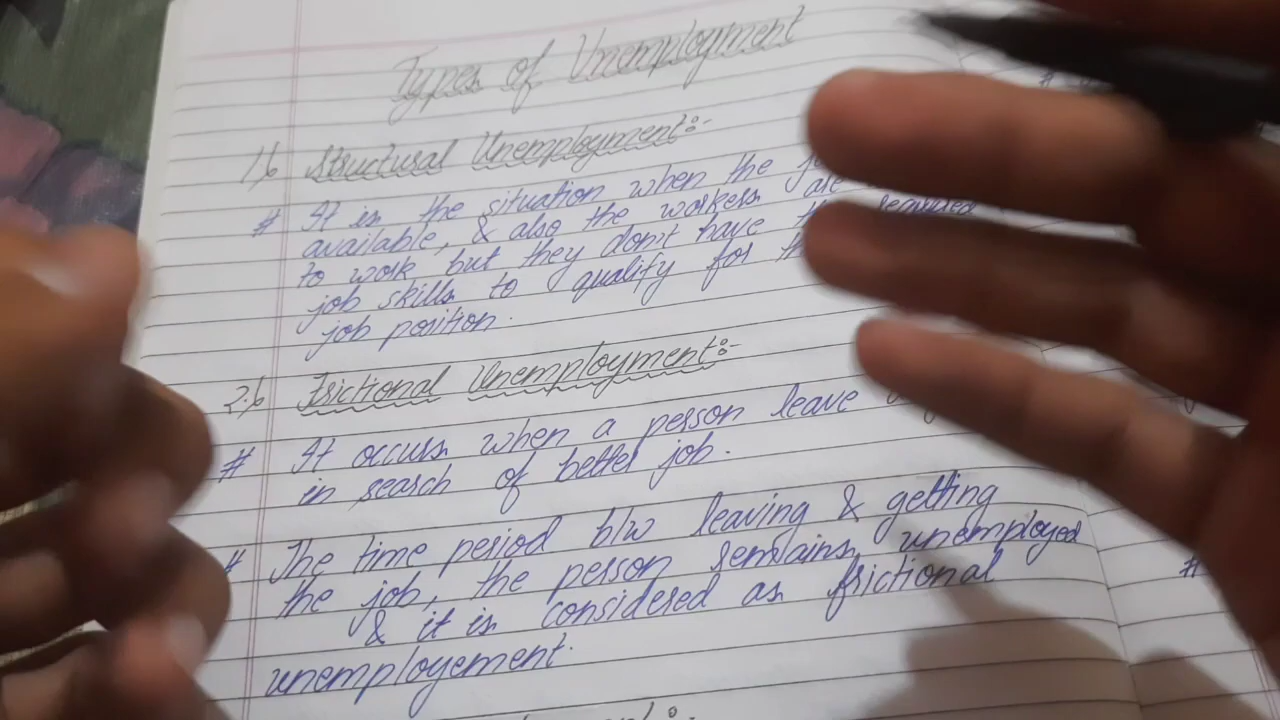 Types of Unemployment
1.) Structural Unemployment:-
# It is the situation when the
available, & also the workers are
to work but they don't have required
job skills to qualify for
job position.
2.) Frictional Unemployment:-
# It occurs when a person leave
in search of better job.
# The time period b/w leaving & getting
the job, the person remains unemployed
& it is considered as frictional
unemployement.
#
#